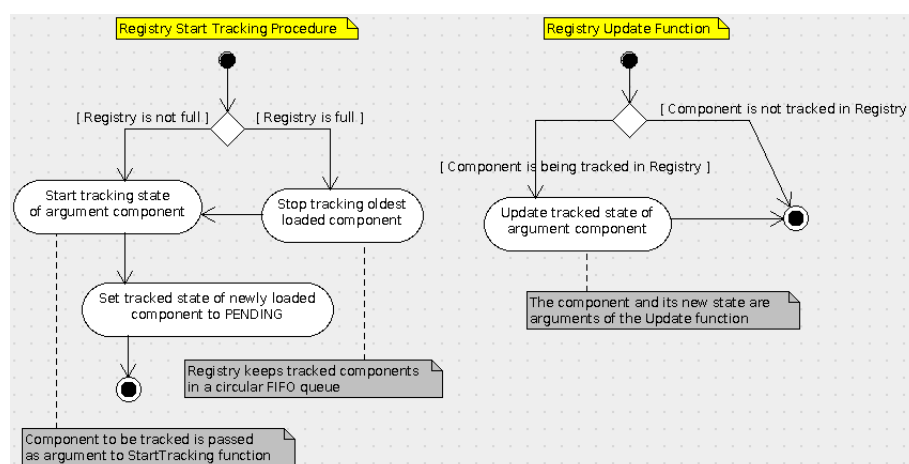 Registry Start Tracking Procedure
[ Registry is not full ]
[ Registry is full ]
Start tracking state
of argument component
Stop tracking oldest
loaded component
Set tracked state of newly loaded
component to PENDING
Registry keeps tracked components
in a circular FIFO queue
Component to be tracked is passed
as argument to StartTracking function
Registry Update Function
[ Component is not tracked in Registry
[ Component is being tracked in Registry ]
Update tracked state of
argument component
The component and its new state are
arguments of the Update function